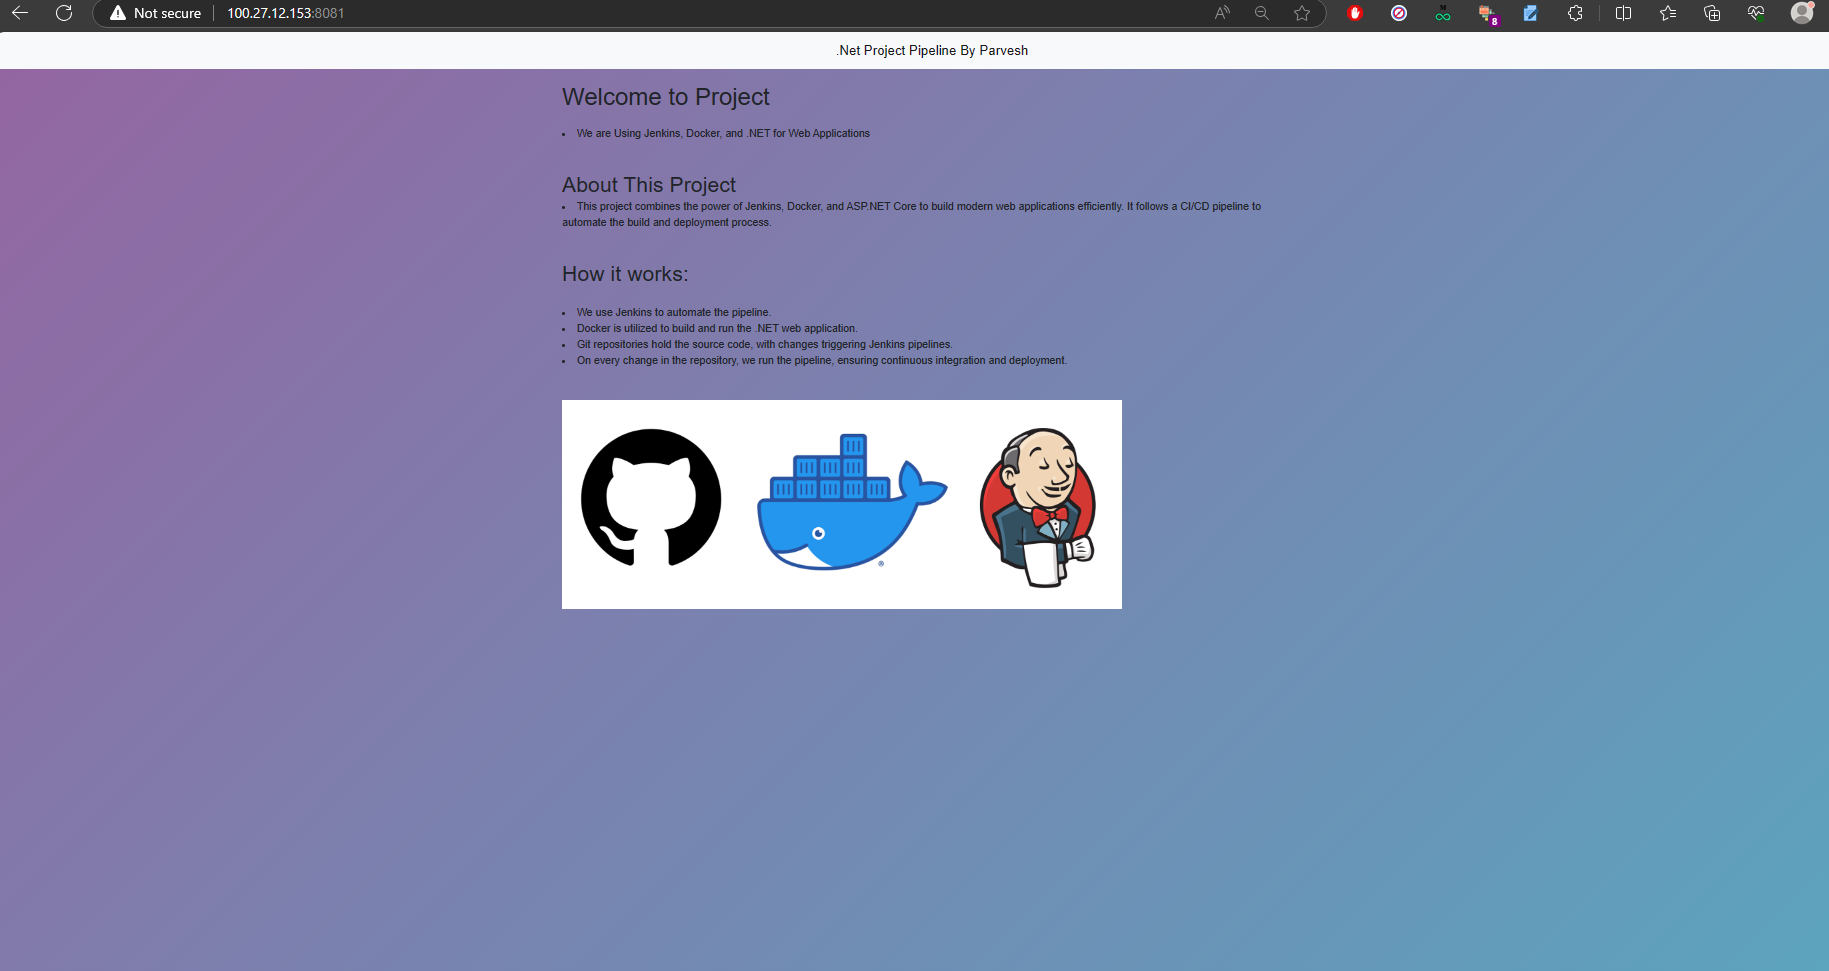 Not secure
100.27.12.153:8081
A
M
8
.Net Project Pipeline By Parvesh
Welcome to Project
• We are Using Jenkins, Docker, and .NET for Web Applications
About This Project
• This project combines the power of Jenkins, Docker, and ASP.NET Core to build modern web applications efficiently. It follows a CI/CD pipeline to
automate the build and deployment process.
How it works:
• We use Jenkins to automate the pipeline.
• Docker is utilized to build and run the .NET web application.
• Git repositories hold the source code, with changes triggering Jenkins pipelines.
• On every change in the repository, we run the pipeline, ensuring continuous integration and deployment.
®